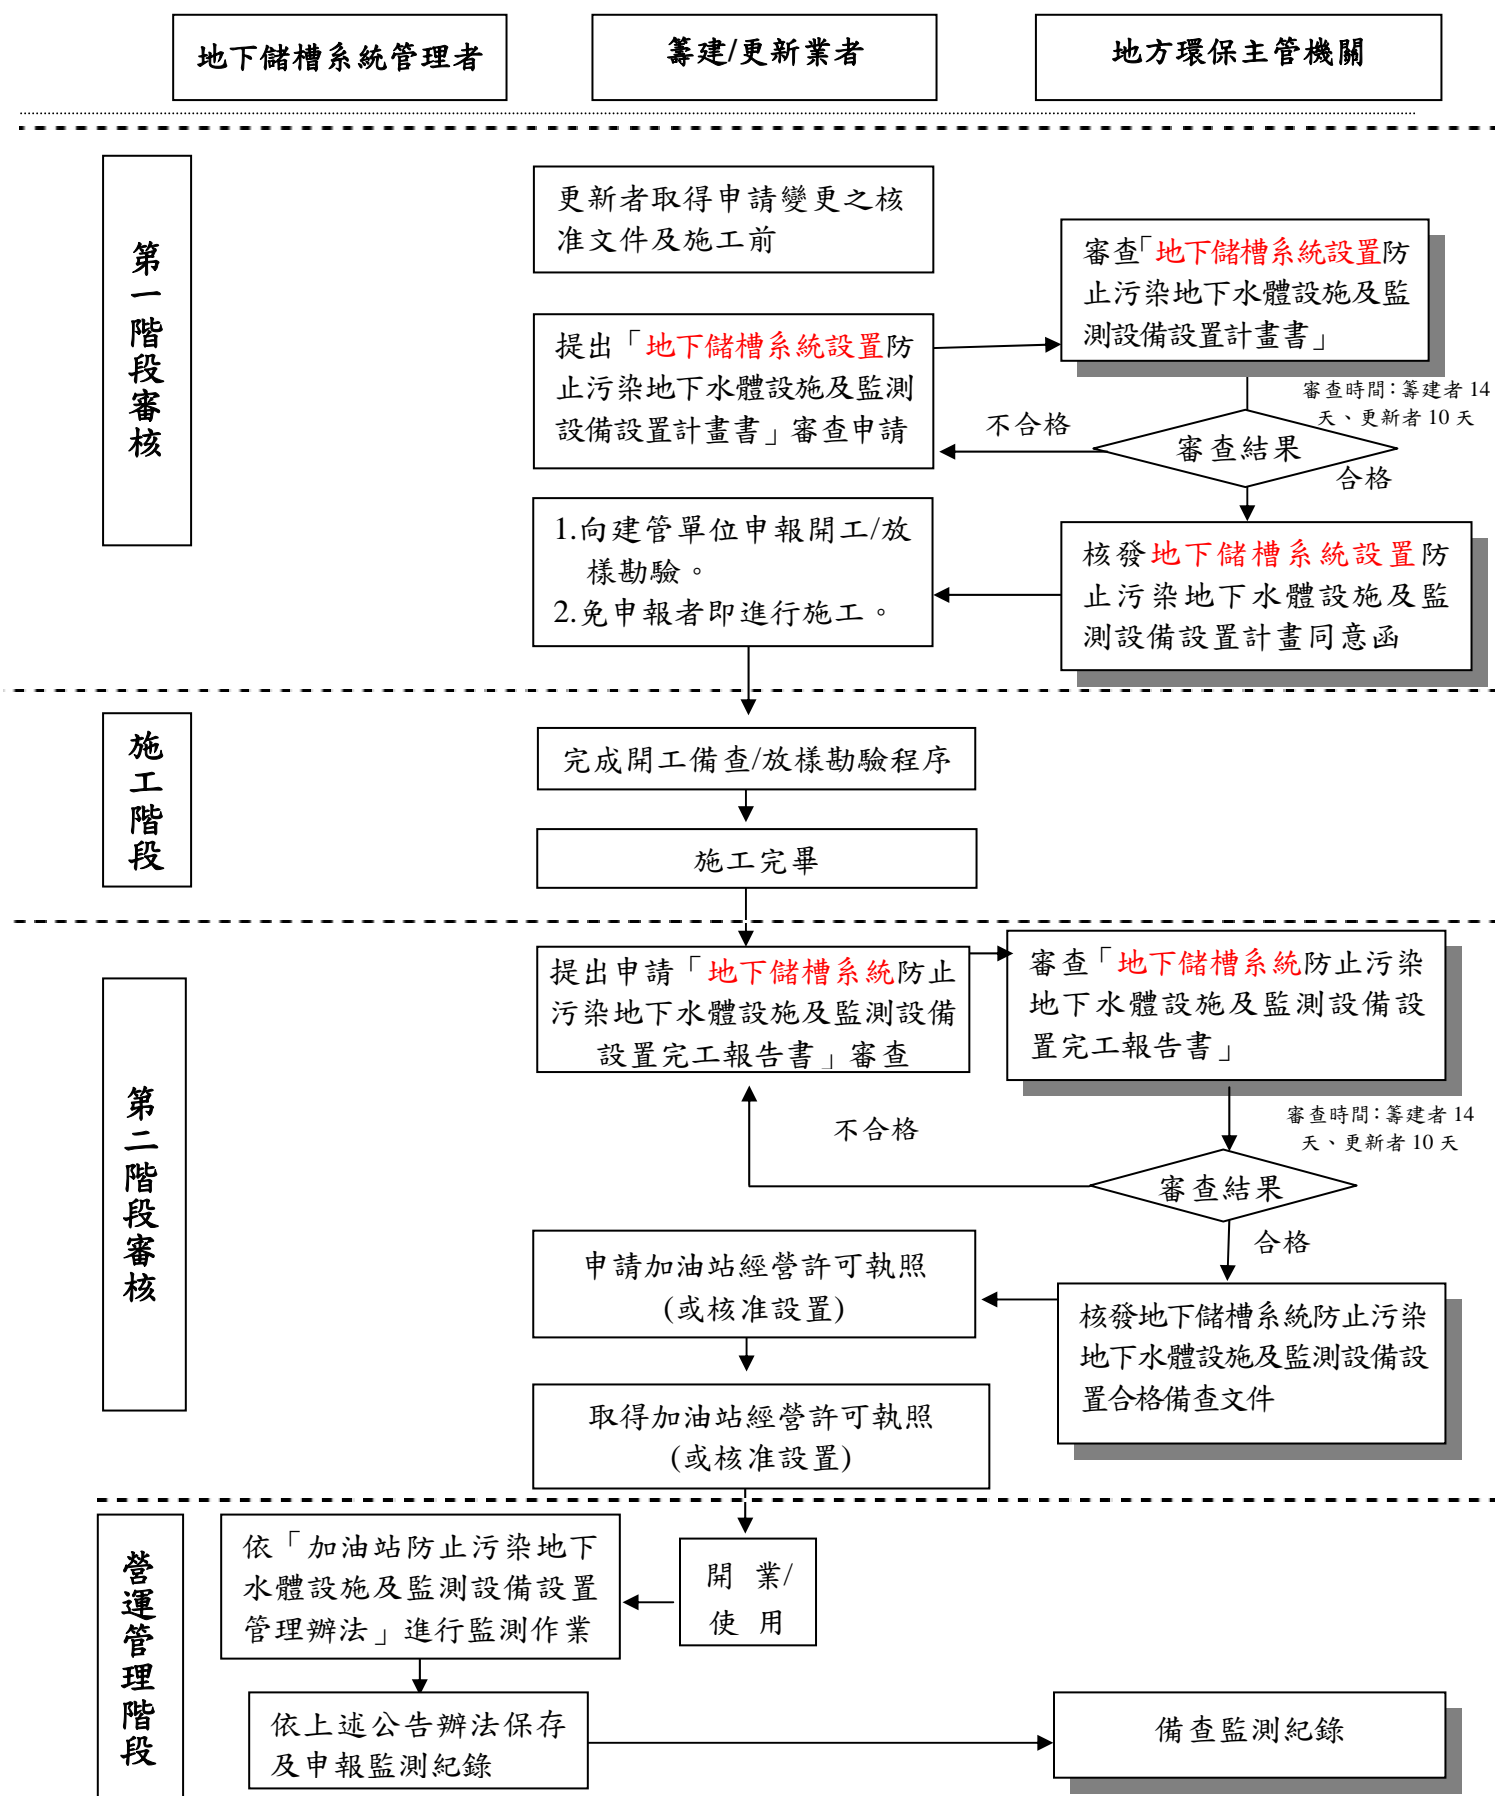 地下儲槽系統管理者
籌建/更新業者
地方環保主管機關
第一階段審核
更新者取得申請變更之核
准文件及施工前
審查「地下儲槽系統設置防
止污染地下水體設施及監
測設備設置計畫書」
提出「地下儲槽系統設置防
止污染地下水體設施及監測
設備設置計畫書」審查申請
審查時間：籌建者 14
天、更新者 10 天
不合格
審查結果
合格
1.向建管單位申報開工/放
樣勘驗。
2.免申報者即進行施工。
核發地下儲槽系統設置防
止污染地下水體設施及監
測設備設置計畫同意函
施工階段
完成開工備查/放樣勘驗程序
施工完畢
第二階段審核
提出申請「地下儲槽系統防止
污染地下水體設施及監測設備
設置完工報告書」審查
審查「地下儲槽系統防止污染
地下水體設施及監測設備設
置完工報告書」
審查時間：籌建者 14
天、更新者 10 天
不合格
審查結果
合格
申請加油站經營許可執照
(或核准設置)
核發地下儲槽系統防止污染
地下水體設施及監測設備設
置合格備查文件
取得加油站經營許可執照
(或核准設置)
營運管理階段
依「加油站防止污染地下
水體設施及監測設備設置
管理辦法」進行監測作業
開 業/
使 用
依上述公告辦法保存
及申報監測紀錄
備查監測紀錄